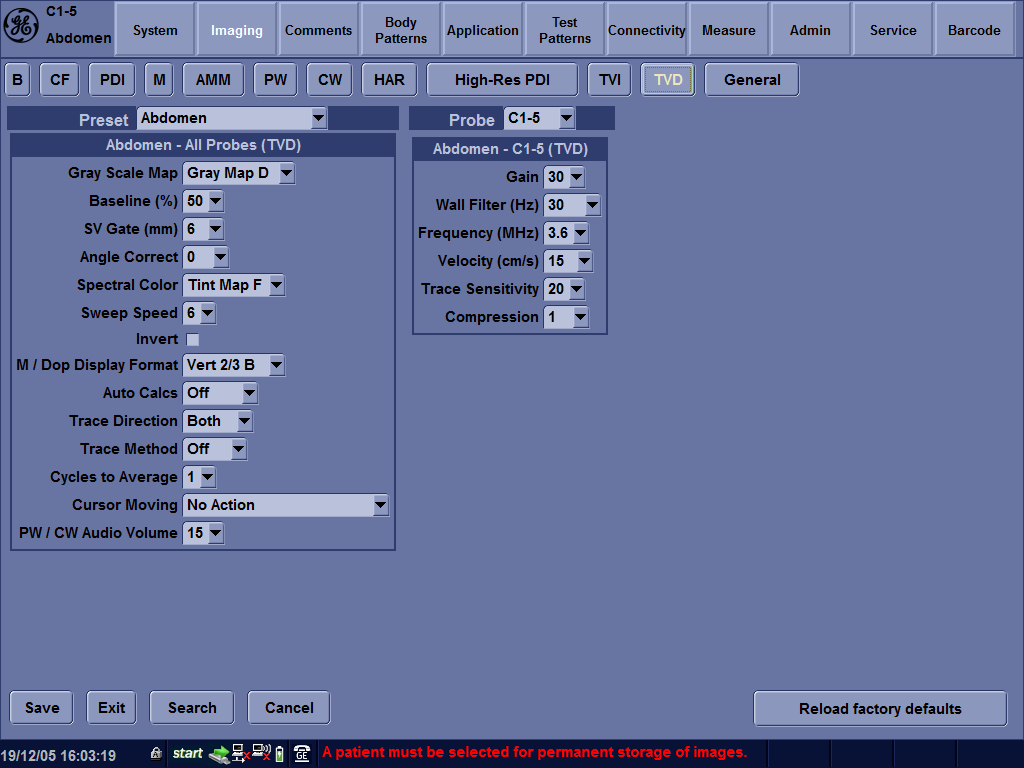 C1-5
Abdomen
System
Imaging
Comments
Body
Patterns
Application
Test
Patterns
Connectivity
Measure
Admin
Service
Barcode
B
CF
PDI
M
AMM
PW
CW
HAR
High-Res PDI
TVI
TVD
General
Preset Abdomen
Probe C1-5
Abdomen - All Probes (TVD)
Gray Scale Map Gray Map D
Baseline (%) 50
SV Gate (mm) 6
Angle Correct 0
Spectral Color Tint Map F
Sweep Speed 6
Invert
M / Dop Display Format Vert 2/3 B
Auto Calcs Off
Trace Direction Both
Trace Method Off
Cycles to Average 1
Cursor Moving No Action
PW / CW Audio Volume 15
Abdomen - C1-5 (TVD)
Gain 30
Wall Filter (Hz) 30
Frequency (MHz) 3.6
Velocity (cm/s) 15
Trace Sensitivity 20
Compression 1
Save
Exit
Search
Cancel
Reload factory defaults
19/12/05 16:03:19
start
GE
A patient must be selected for permanent storage of images.